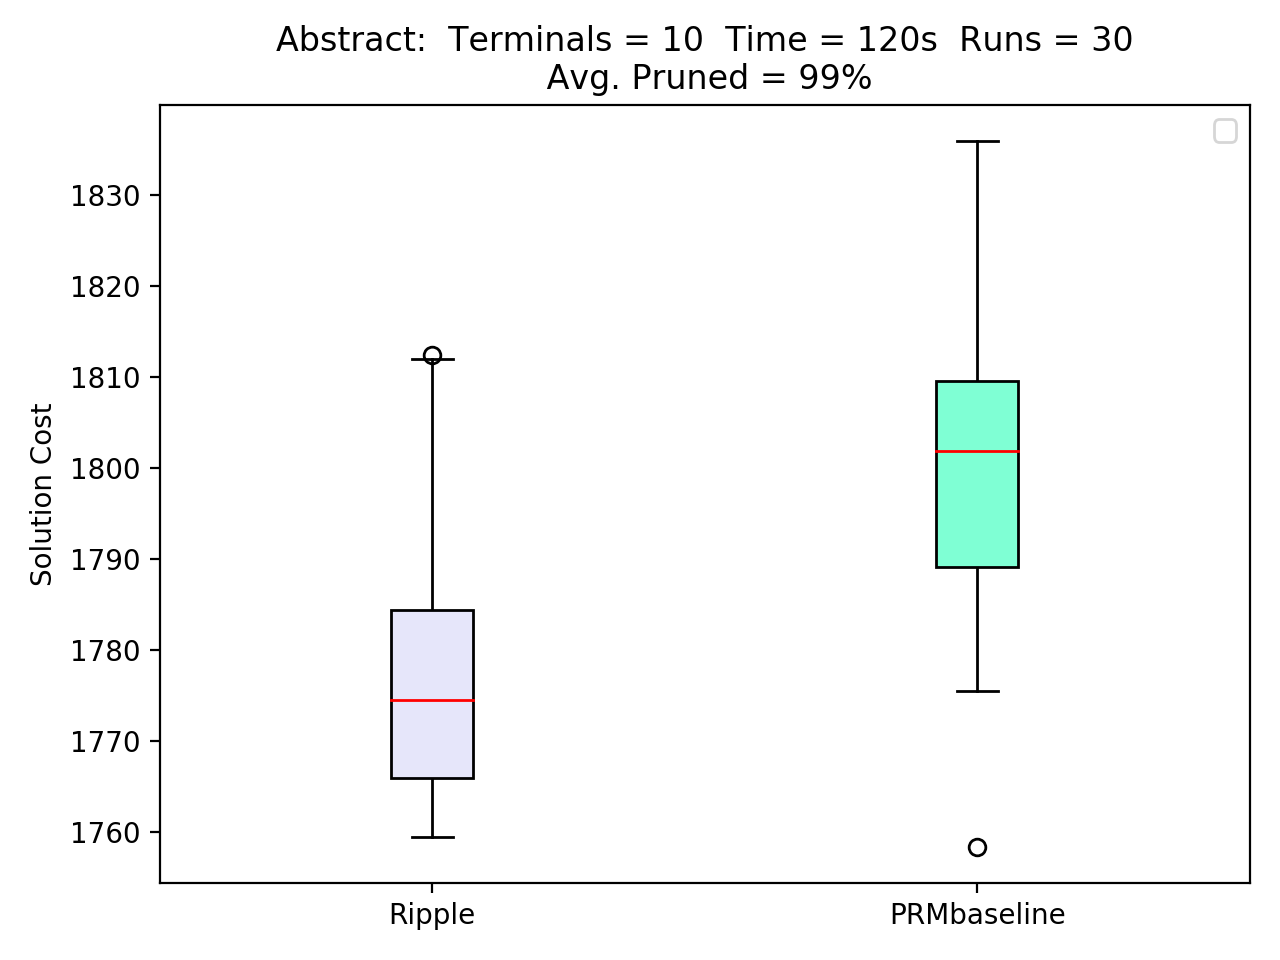 Abstract:  Terminals = 10  Time = 120s  Runs = 30
Avg. Pruned = 99%
1830
1820
1810
1800
1790
1780
1770
1760
Solution Cost
Ripple
PRMbaseline